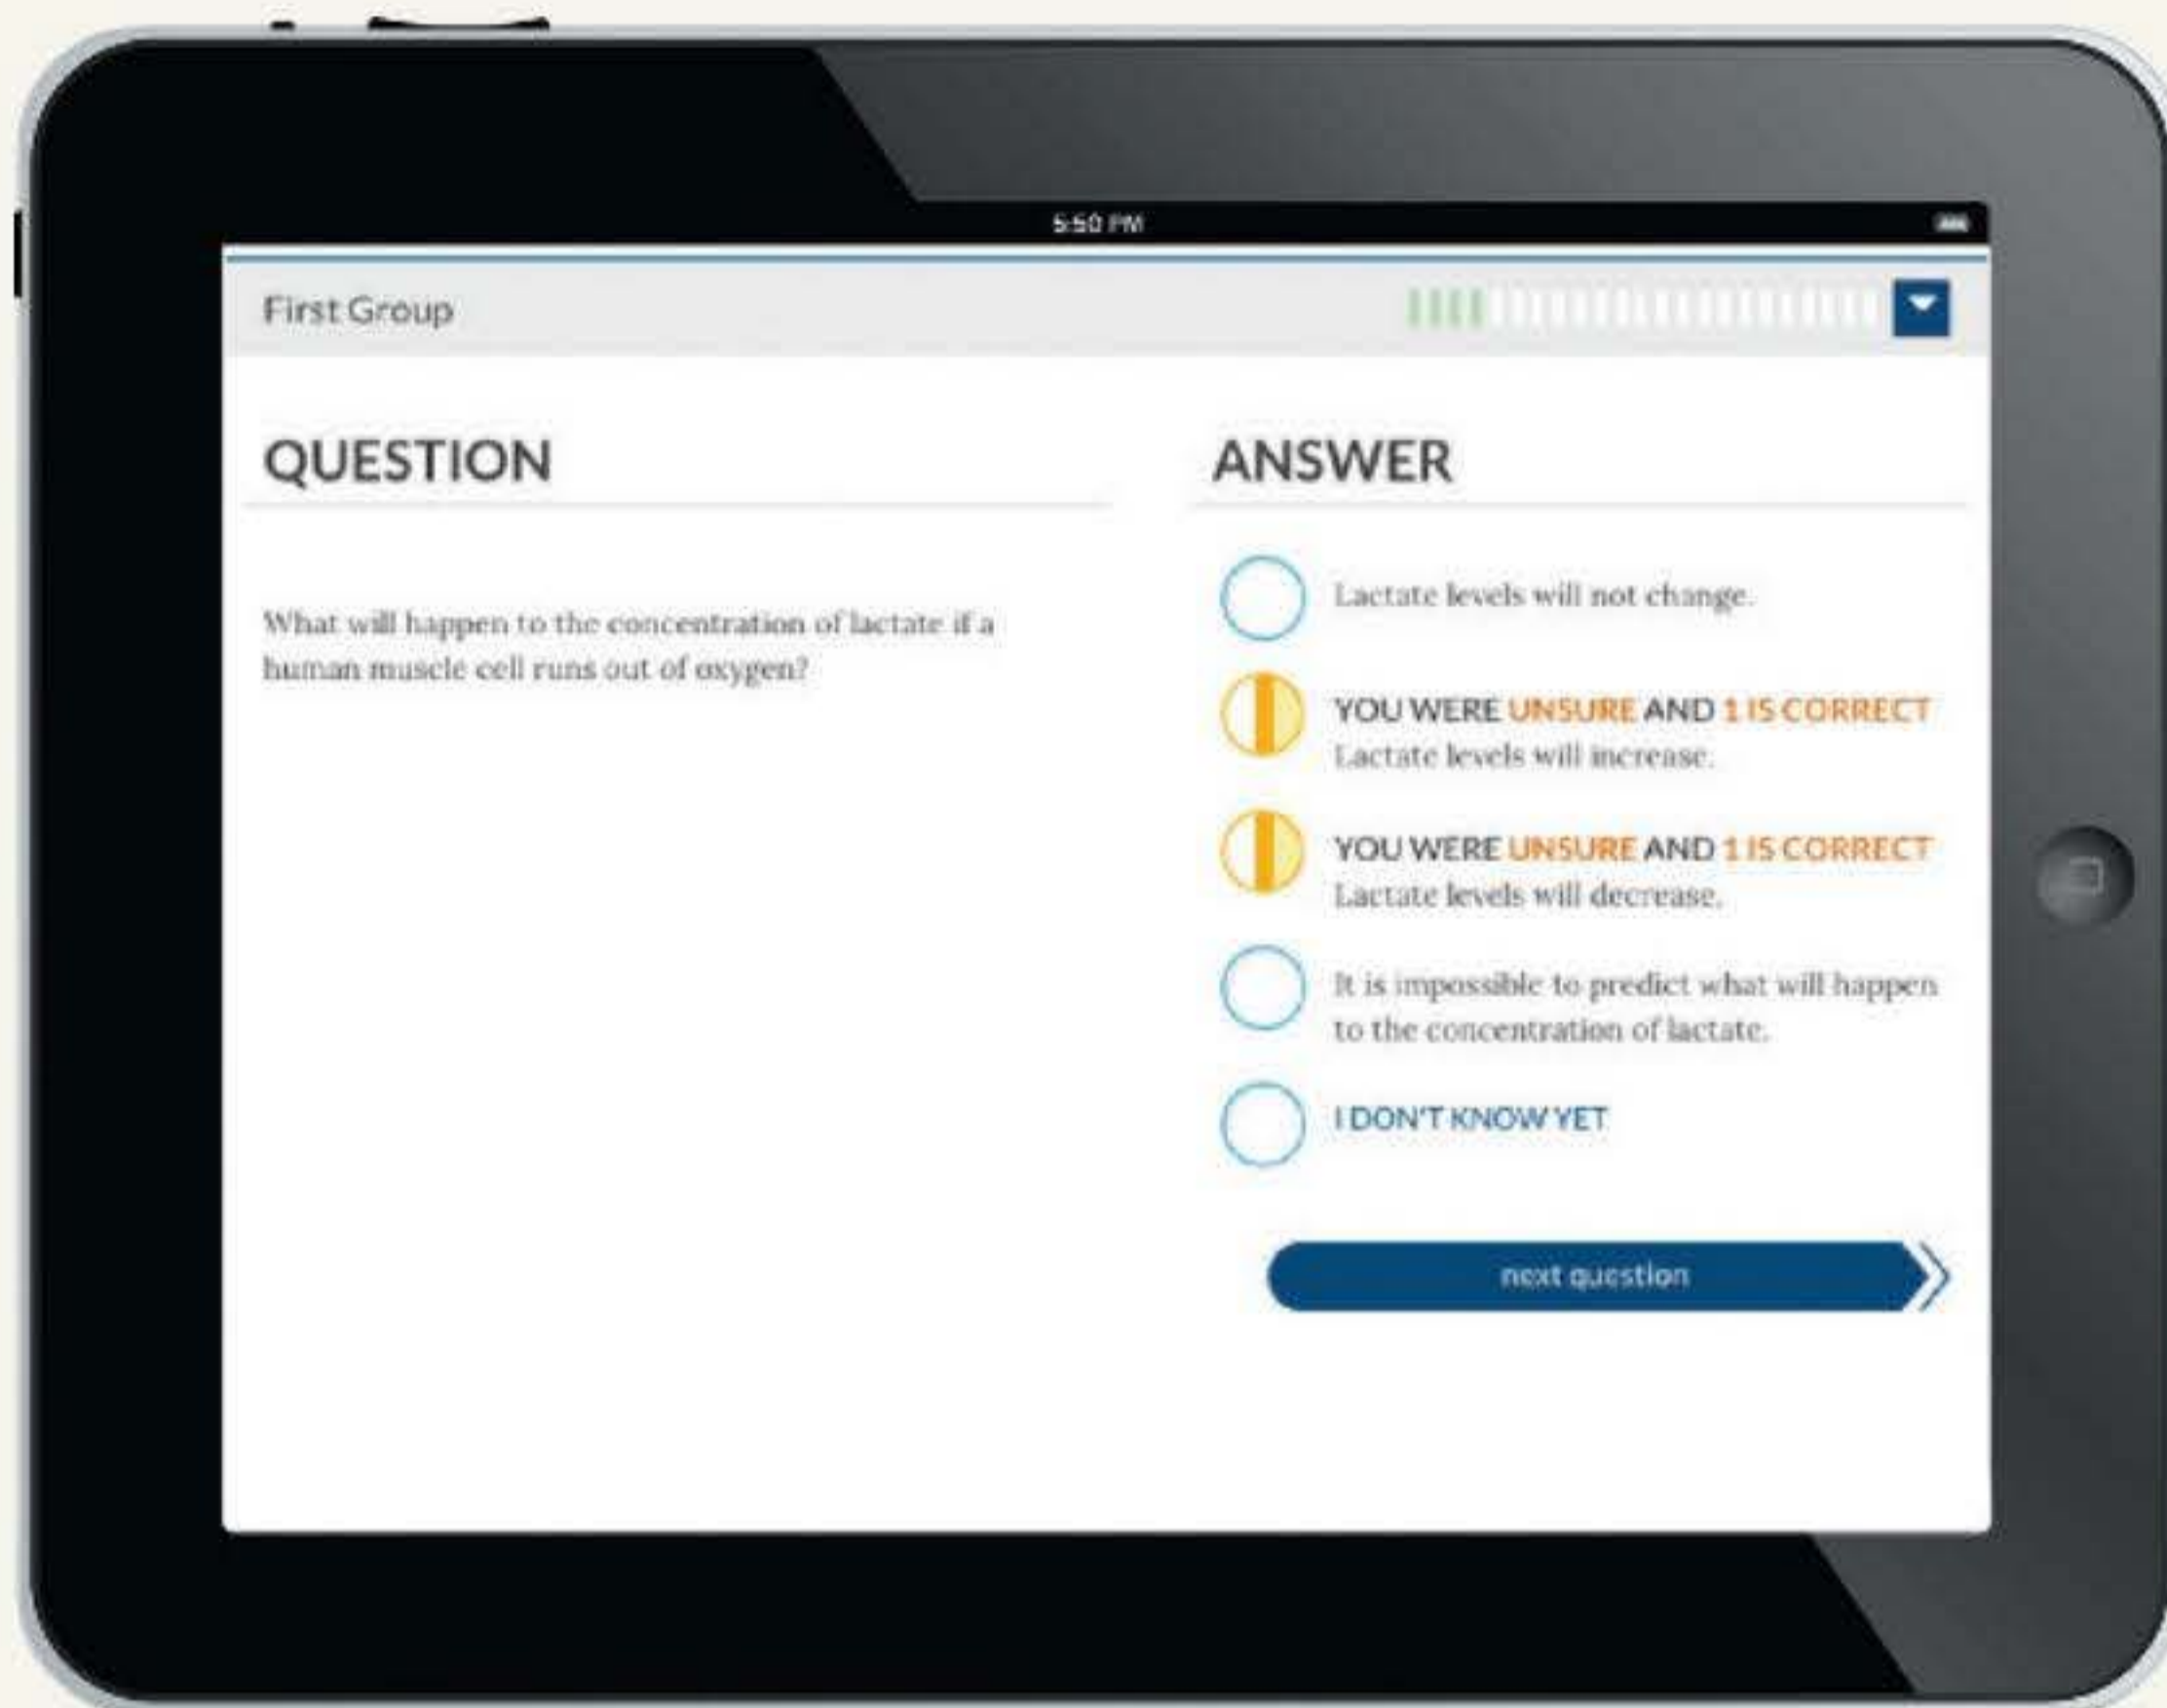 5:50 PM
First Group
QUESTION
What will happen to the concentration of lactate if a
human muscle cell runs out of oxygen?
ANSWER
Lactate levels will not change.
YOU WERE UNSURE AND 1 IS CORRECT
Lactate levels will increase.
YOU WERE UNSURE AND 1 IS CORRECT
Lactate levels will decrease.
It is impossible to predict what will happen
to the concentration of lactate.
I DON'T KNOW YET
next question